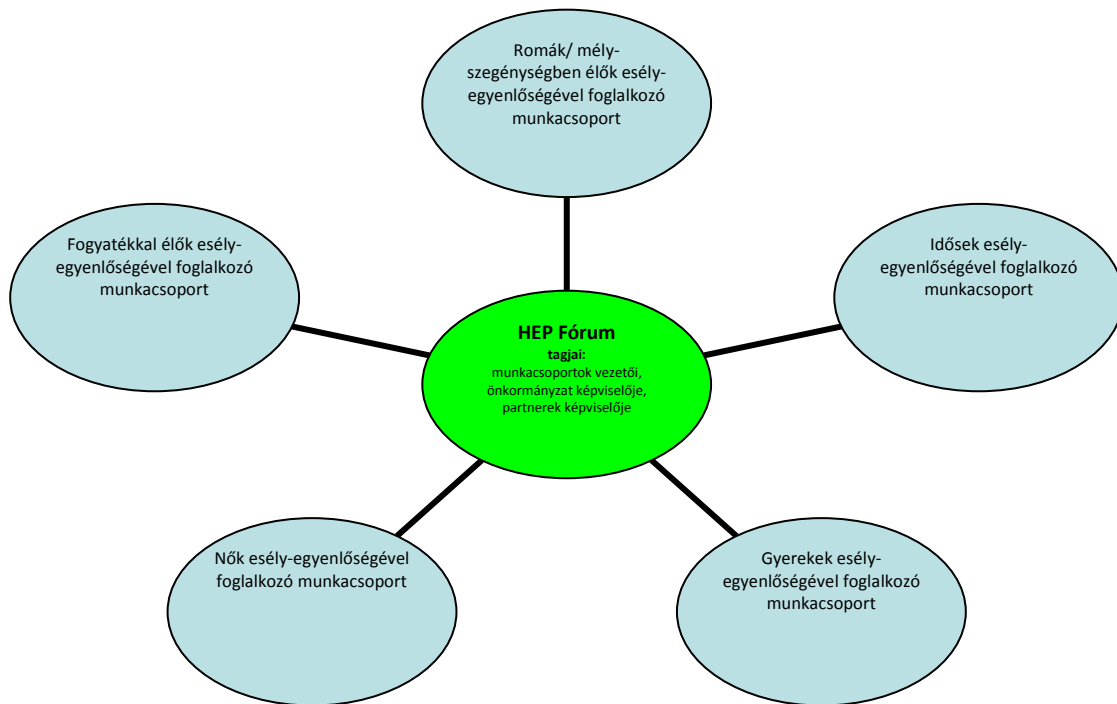 Romák/ mély-
szegénységben élők esély-
egyenlőségével foglalkozó
munkacsoport
Fogyatékkal élők esély-
egyenlőségével foglalkozó
munkacsoport
Idősek esély-
egyenlőségével foglalkozó
munkacsoport
HEP Fórum
tagjai:
munkacsoportok vezetői,
önkormányzat képviselője,
partnerek képviselője
Nők esély-egyenlőségével
foglalkozó munkacsoport
Gyerekek esély-
egyenlőségével foglalkozó
munkacsoport